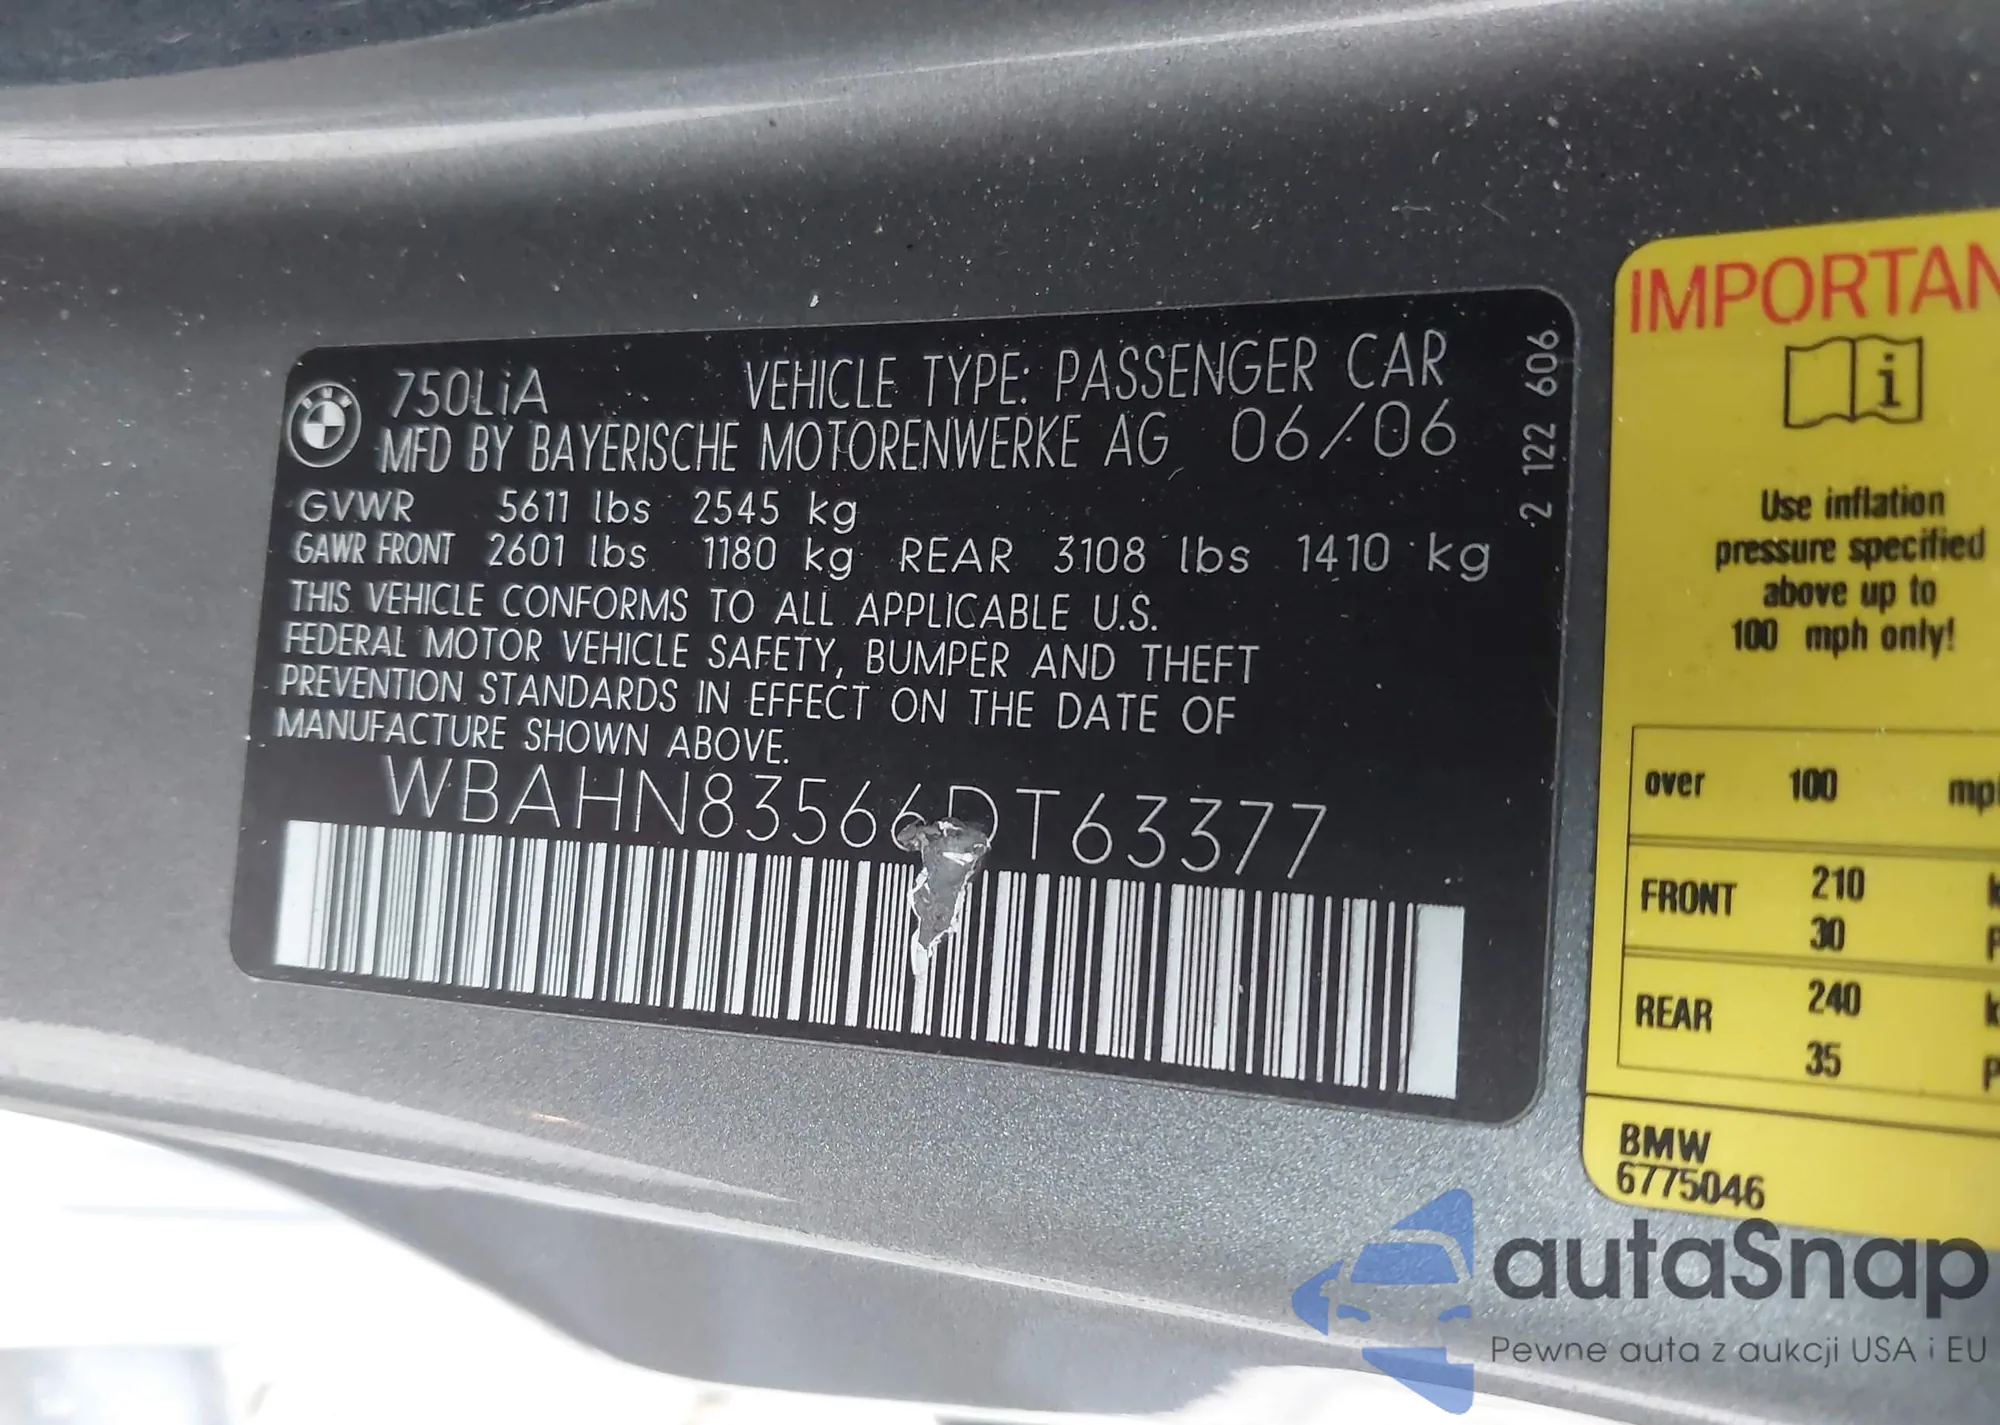 750LiA VEHICLE TYPE: PASSENGER CAR
MFD BY BAYERISCHE MOTORENWERKE AG 06/06
GVWR 5611 lbs 2545 kg
GAWR FRONT 2601 lbs 1180 kg REAR 3108 lbs 1410 kg
THIS VEHICLE CONFORMS TO ALL APPLICABLE U.S.
FEDERAL MOTOR VEHICLE SAFETY, BUMPER AND THEFT
PREVENTION STANDARDS IN EFFECT ON THE DATE OF
MANUFACTURE SHOWN ABOVE.
WBAHN83566DT63377
2 122 606
BMW
IMPORTAN
i
Use inflation
pressure specified
above up to
100 mph only!
over 100 mp
FRONT 210
30
REAR 240
35
BMW
6775046
autaSnap
Pewne auta z aukcji USA i EU